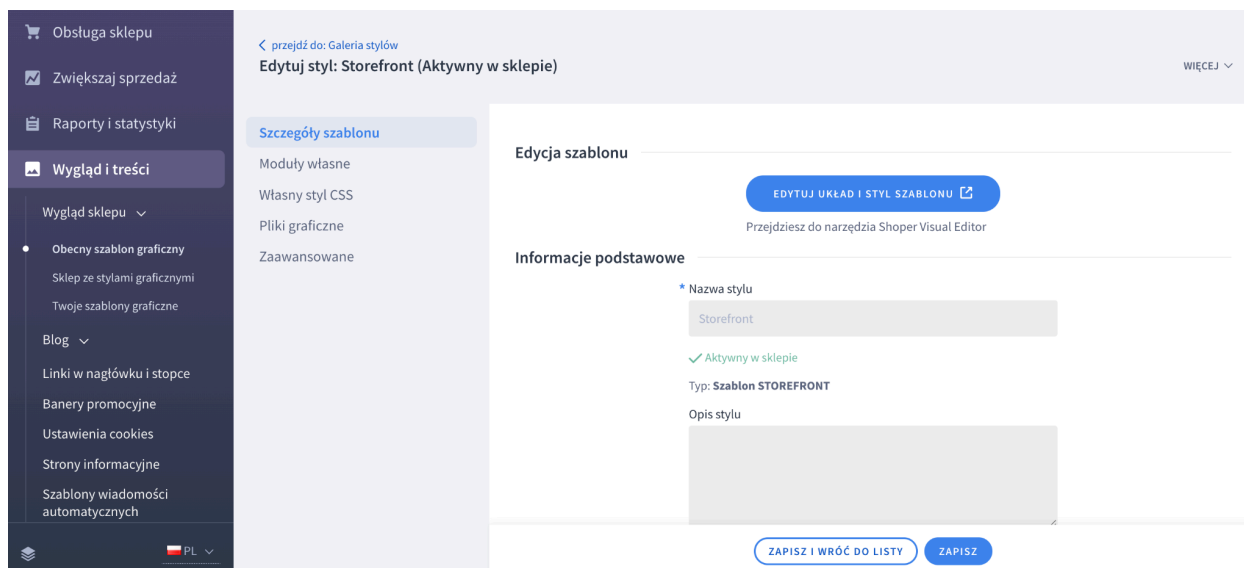 Obsługa sklepu
Zwiększaj sprzedaż
Raporty i statystyki
Wygląd i treści
Wygląd sklepu
Obecny szablon graficzny
Sklep ze stylami graficznymi
Twoje szablony graficzne
Blog
Linki w nagłówku i stopce
Banery promocyjne
Ustawienia cookies
Strony informacyjne
Szablony wiadomości
automatycznych
PL
przejdź do: Galeria stylów
Edytuj styl: Storefront (Aktywny w sklepie)
WIĘCEJ
Szczegóły szablonu
Moduły własne
Własny styl CSS
Pliki graficzne
Zaawansowane
Edycja szablonu
EDYTUJ UKŁAD I STYL SZABLONU
Przejdziesz do narzędzia Shoper Visual Editor
Informacje podstawowe
* Nazwa stylu
Storefront
Aktywny w sklepie
Typ: Szablon STOREFRONT
Opis stylu
ZAPISZ I WRÓĆ DO LISTY
ZAPISZ